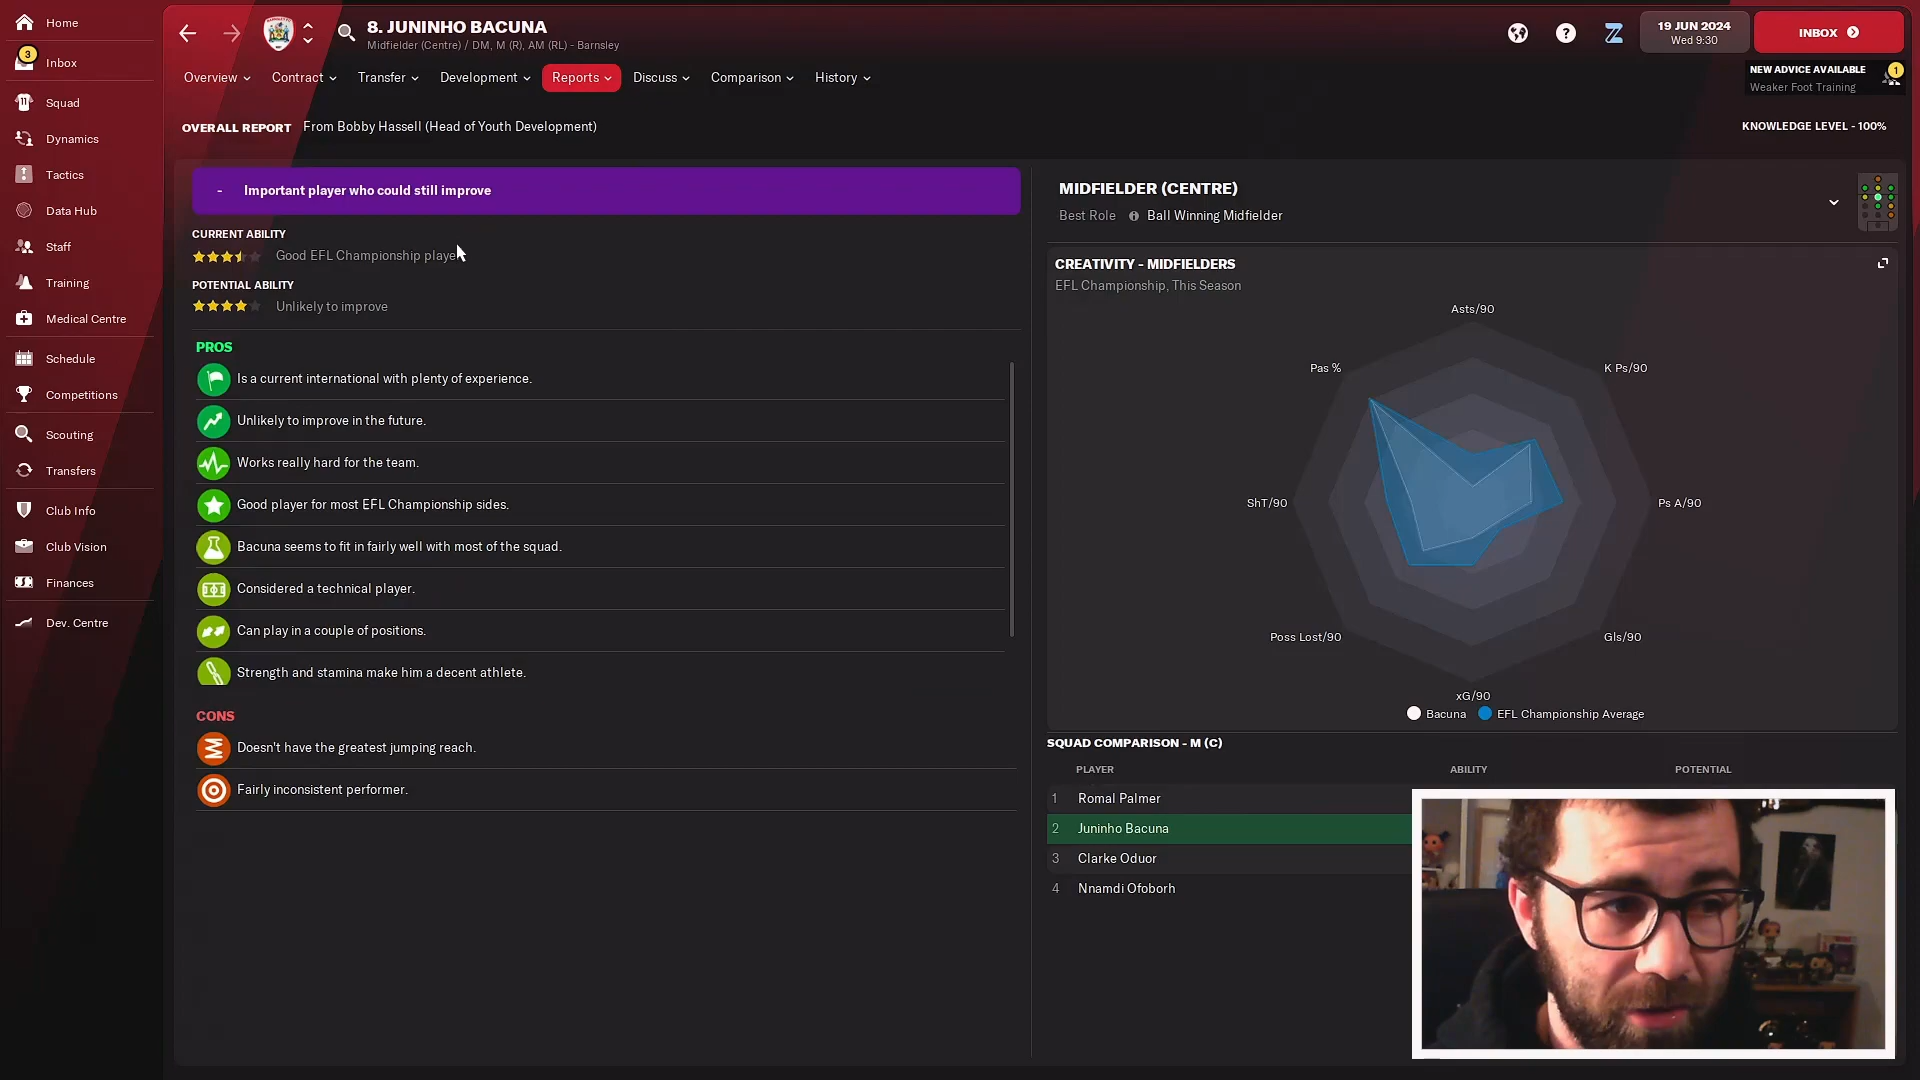 Home
3
Inbox
Squad
Dynamics
Tactics
Data Hub
Staff
Training
Medical Centre
Schedule
Competitions
Scouting
Transfers
Club Info
Club Vision
Finances
Dev. Centre
8. JUNINHO BACUNA
Midfielder (Centre) / DM, M (R), AM (RL) - Barnsley
19 JUN 2024
Wed 9:30
INBOX
Overview
Contract
Transfer
Development
Reports
Discuss
Comparison
History
NEW ADVICE AVAILABLE
Weaker Foot Training
1
OVERALL REPORT From Bobby Hassell (Head of Youth Development)
KNOWLEDGE LEVEL - 100%
- Important player who could still improve
CURRENT ABILITY
Good EFL Championship playe
POTENTIAL ABILITY
Unlikely to improve
PROS
Is a current international with plenty of experience.
Unlikely to improve in the future.
Works really hard for the team.
Good player for most EFL Championship sides.
Bacuna seems to fit in fairly well with most of the squad.
Considered a technical player.
Can play in a couple of positions.
Strength and stamina make him a decent athlete.
CONS
Doesn't have the greatest jumping reach.
Fairly inconsistent performer.
MIDFIELDER (CENTRE)
Best Role Ball Winning Midfielder
CREATIVITY - MIDFIELDERS
EFL Championship, This Season
Asts/90
Pas %
K Ps/90
ShT/90
Ps A/90
Poss Lost/90
Gls/90
xG/90
Bacuna EFL Championship Average
SQUAD COMPARISON - M (C)
PLAYER ABILITY POTENTIAL
1 Romal Palmer
2 Juninho Bacuna
3 Clarke Oduor
4 Nnamdi Ofoborh